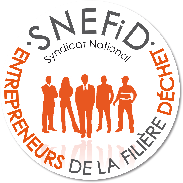 ·SNEFiD·
Syndicat National
ENTREPRENEURS DE LA FILIÈRE DÉCHET